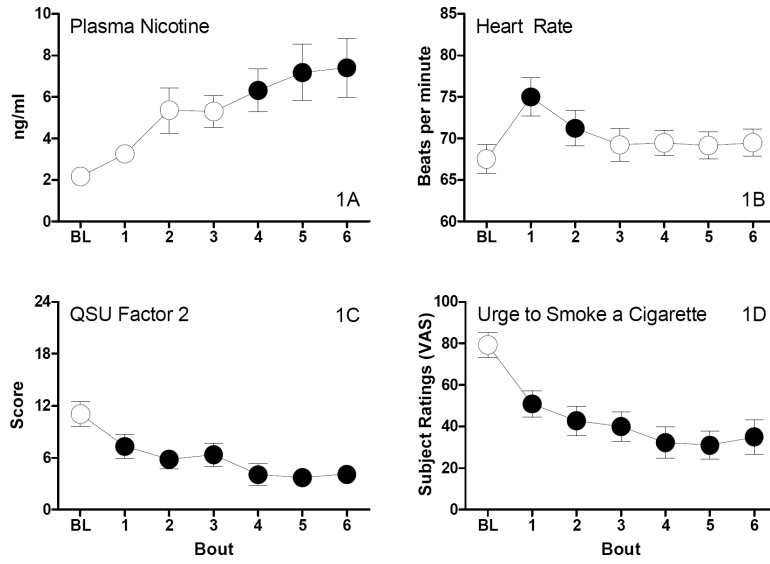 Plasma Nicotine
10
8
6
4
2
0
ng/ml
BL 1 2 3 4 5 6
1A
Heart Rate
85
80
75
70
65
60
Beats per minute
BL 1 2 3 4 5 6
1B
QSU Factor 2
1C
24
18
12
6
0
Score
BL 1 2 3 4 5 6
Bout
Urge to Smoke a Cigarette
1D
100
80
60
40
20
0
Subject Ratings (VAS)
BL 1 2 3 4 5 6
Bout